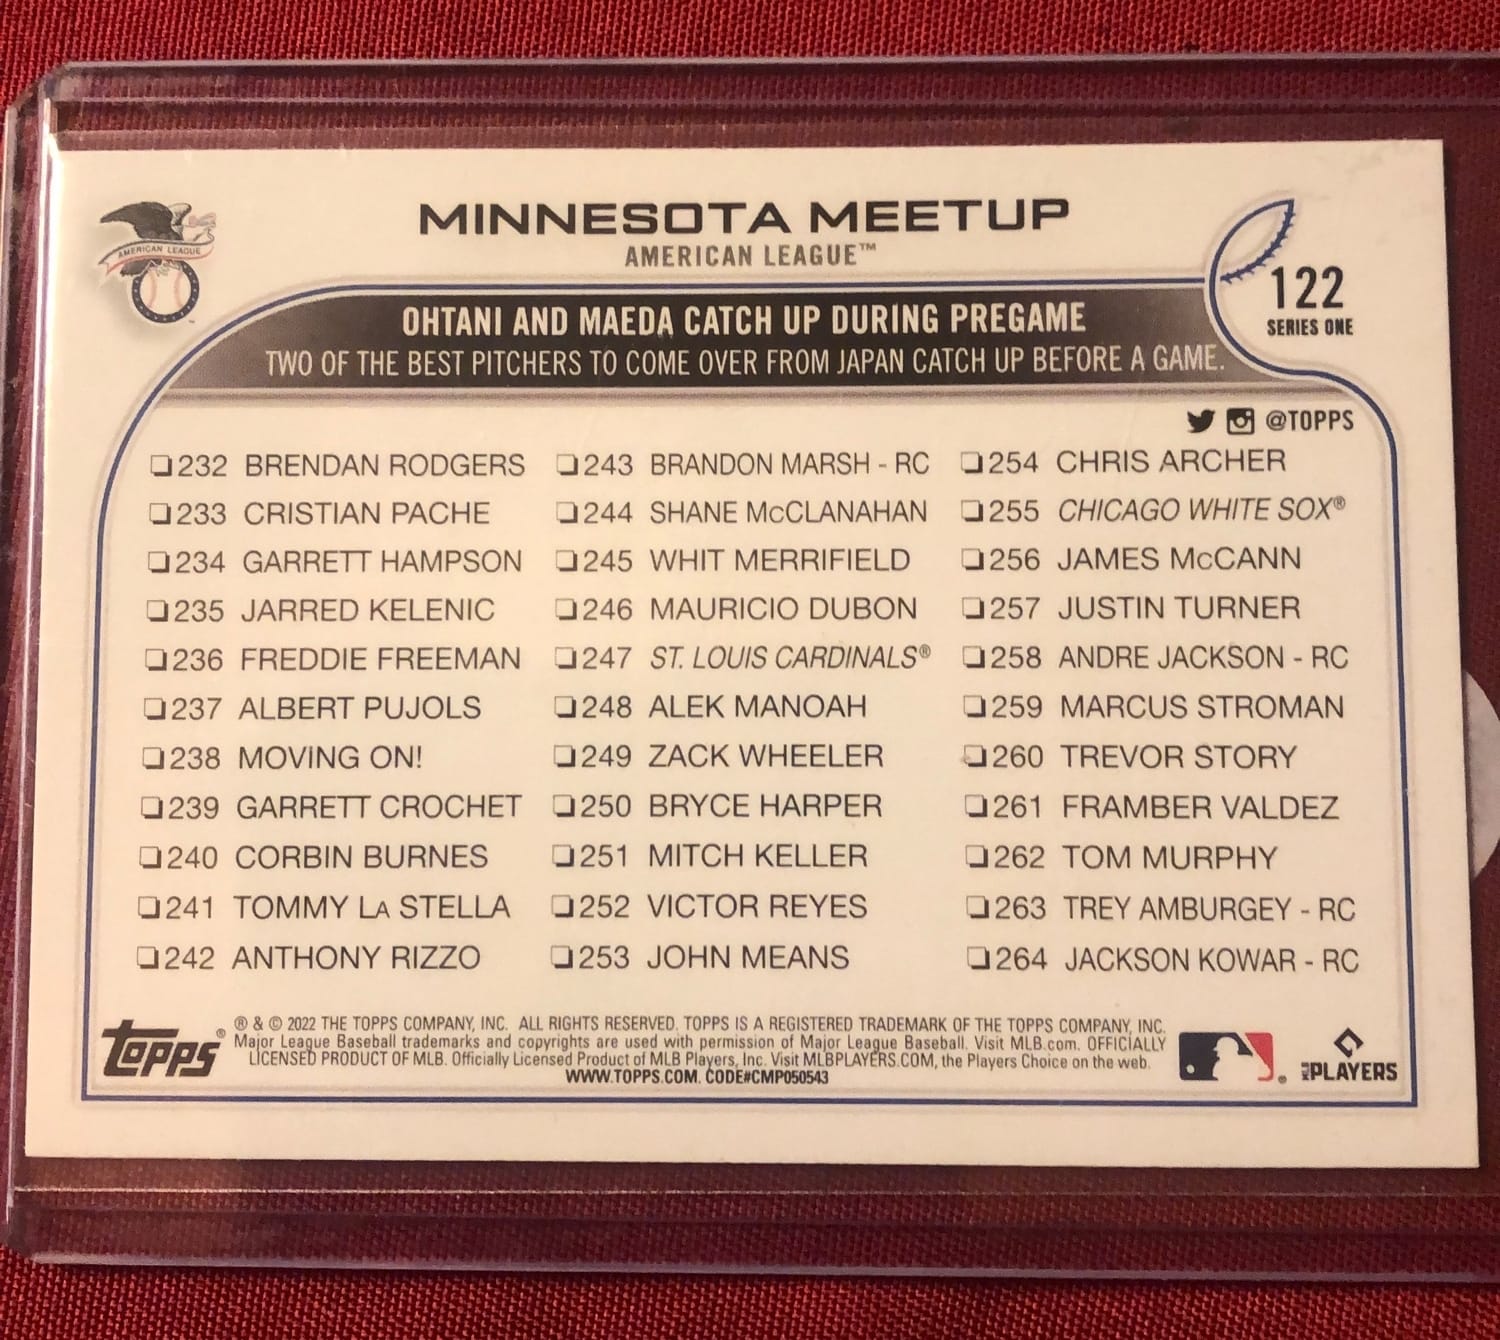 MINNESOTA MEETUP
AMERICAN LEAGUE™
AMERICAN LEAGUE
122
SERIES ONE
OHTANI AND MAEDA CATCH UP DURING PREGAME
TWO OF THE BEST PITCHERS TO COME OVER FROM JAPAN CATCH UP BEFORE A GAME.
@TOPPS
❏232 BRENDAN RODGERS
❏233 CRISTIAN PACHE
❏234 GARRETT HAMPSON
❏235 JARRED KELENIC
❏236 FREDDIE FREEMAN
❏237 ALBERT PUJOLS
❏238 MOVING ON!
❏239 GARRETT CROCHET
❏240 CORBIN BURNES
❏241 TOMMY LA STELLA
❏242 ANTHONY RIZZO
❏243 BRANDON MARSH - RC
❏244 SHANE McCLANAHAN
❏245 WHIT MERRIFIELD
❏246 MAURICIO DUBON
❏247 ST. LOUIS CARDINALS®
❏248 ALEK MANOAH
❏249 ZACK WHEELER
❏250 BRYCE HARPER
❏251 MITCH KELLER
❏252 VICTOR REYES
❏253 JOHN MEANS
❏254 CHRIS ARCHER
❏255 CHICAGO WHITE SOX®
❏256 JAMES McCANN
❏257 JUSTIN TURNER
❏258 ANDRE JACKSON - RC
❏259 MARCUS STROMAN
❏260 TREVOR STORY
❏261 FRAMBER VALDEZ
❏262 TOM MURPHY
❏263 TREY AMBURGEY - RC
❏264 JACKSON KOWAR - RC
TOPPS®
® & © 2022 THE TOPPS COMPANY, INC. ALL RIGHTS RESERVED. TOPPS IS A REGISTERED TRADEMARK OF THE TOPPS COMPANY, INC.
Major League Baseball trademarks and copyrights are used with permission of Major League Baseball. Visit MLB.com. OFFICIALLY
LICENSED PRODUCT OF MLB. Officially Licensed Product of MLB Players, Inc. Visit MLBPLAYERS.COM, the Players Choice on the web.
WWW.TOPPS.COM. CODE#CMP050543
MLB PLAYERS